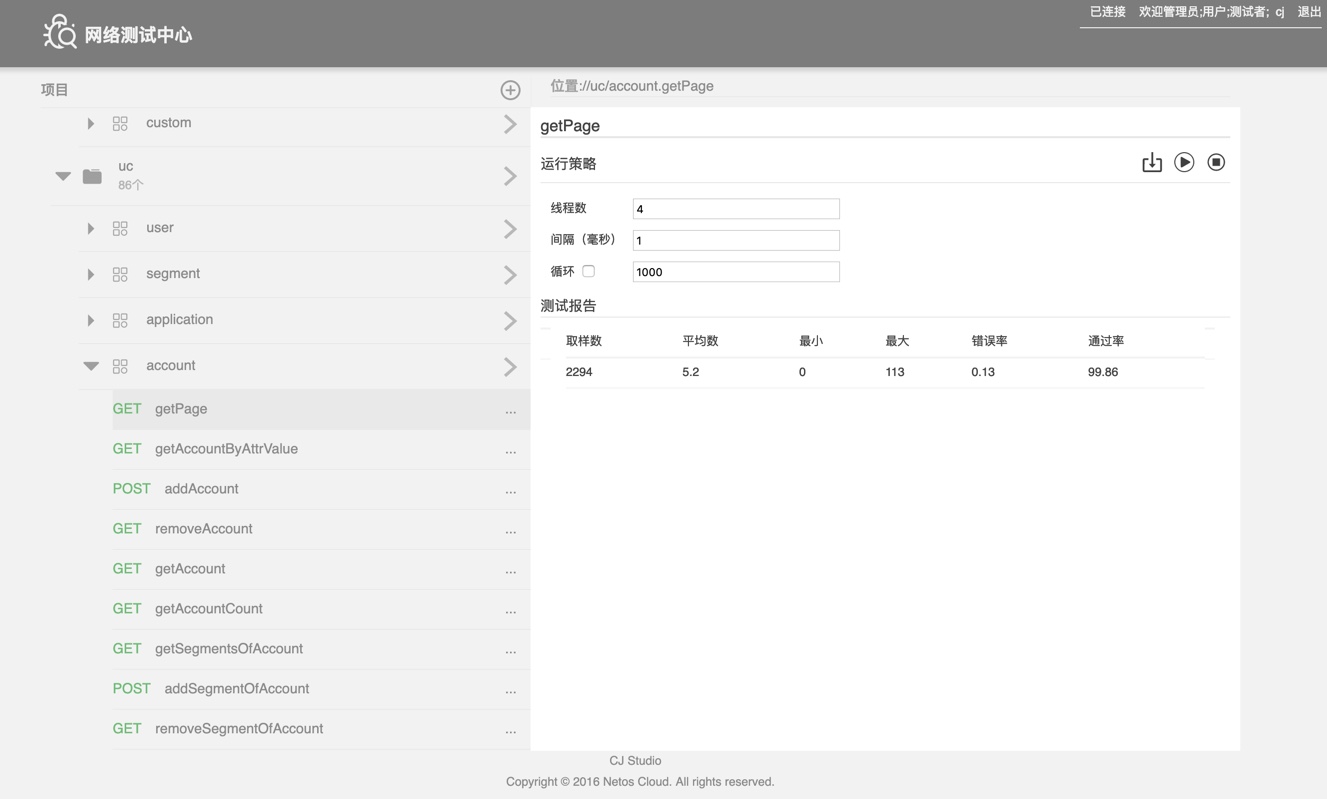 网络测试中心
已连接 欢迎管理员;用户;测试者; cj 退出
项目
custom
uc
86个
user
segment
application
account
GET getPage ...
GET getAccountByAttrValue ...
POST addAccount ...
GET removeAccount ...
GET getAccount ...
GET getAccountCount ...
GET getSegmentsOfAccount ...
POST addSegmentOfAccount ...
GET removeSegmentOfAccount ...
位置://uc/account.getPage
getPage
运行策略
线程数 4
间隔（毫秒） 1
循环 1000
测试报告
取样数 平均数 最小 最大 错误率 通过率
2294 5.2 0 113 0.13 99.86
CJ Studio
Copyright © 2016 Netos Cloud. All rights reserved.